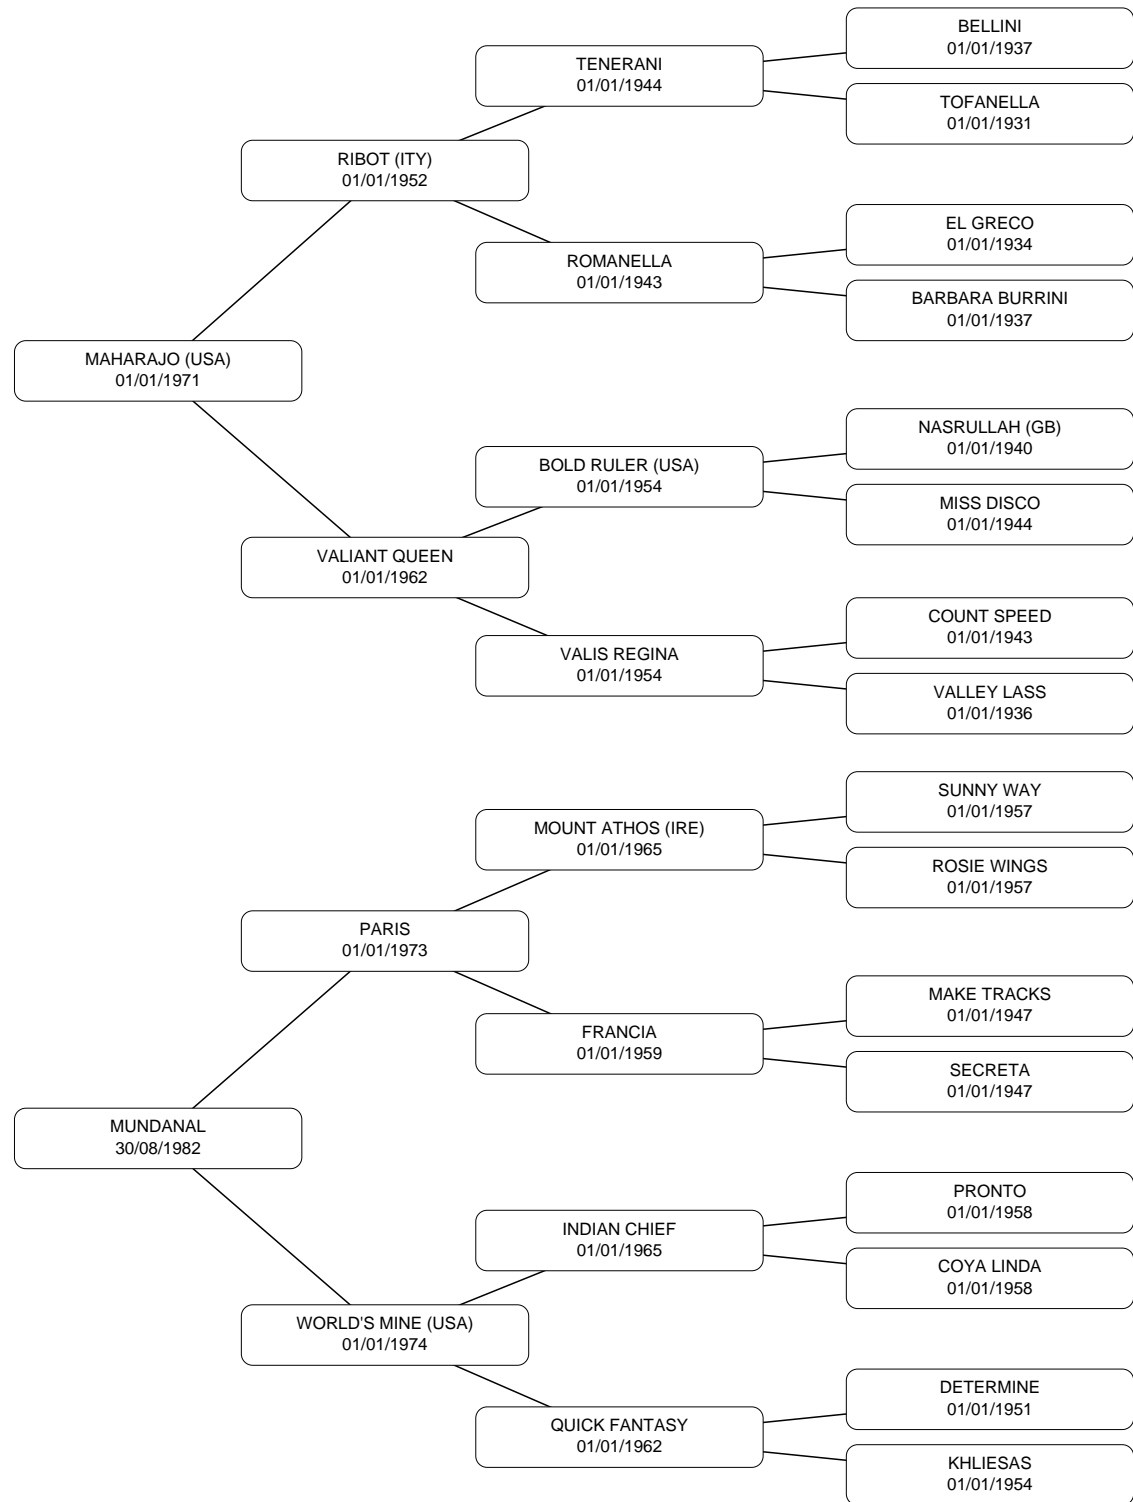 BELLINI
01/01/1937
TENERANI
01/01/1944
TOFANELLA
01/01/1931
RIBOT (ITY)
01/01/1952
EL GRECO
01/01/1934
ROMANELLA
01/01/1943
BARBARA BURRINI
01/01/1937
MAHARAJO (USA)
01/01/1971
NASRULLAH (GB)
01/01/1940
BOLD RULER (USA)
01/01/1954
MISS DISCO
01/01/1944
VALIANT QUEEN
01/01/1962
COUNT SPEED
01/01/1943
VALIS REGINA
01/01/1954
VALLEY LASS
01/01/1936
SUNNY WAY
01/01/1957
MOUNT ATHOS (IRE)
01/01/1965
ROSIE WINGS
01/01/1957
PARIS
01/01/1973
MAKE TRACKS
01/01/1947
FRANCIA
01/01/1959
SECRETA
01/01/1947
MUNDANAL
30/08/1982
PRONTO
01/01/1958
INDIAN CHIEF
01/01/1965
COYA LINDA
01/01/1958
WORLD'S MINE (USA)
01/01/1974
DETERMINE
01/01/1951
QUICK FANTASY
01/01/1962
KHLIESAS
01/01/1954